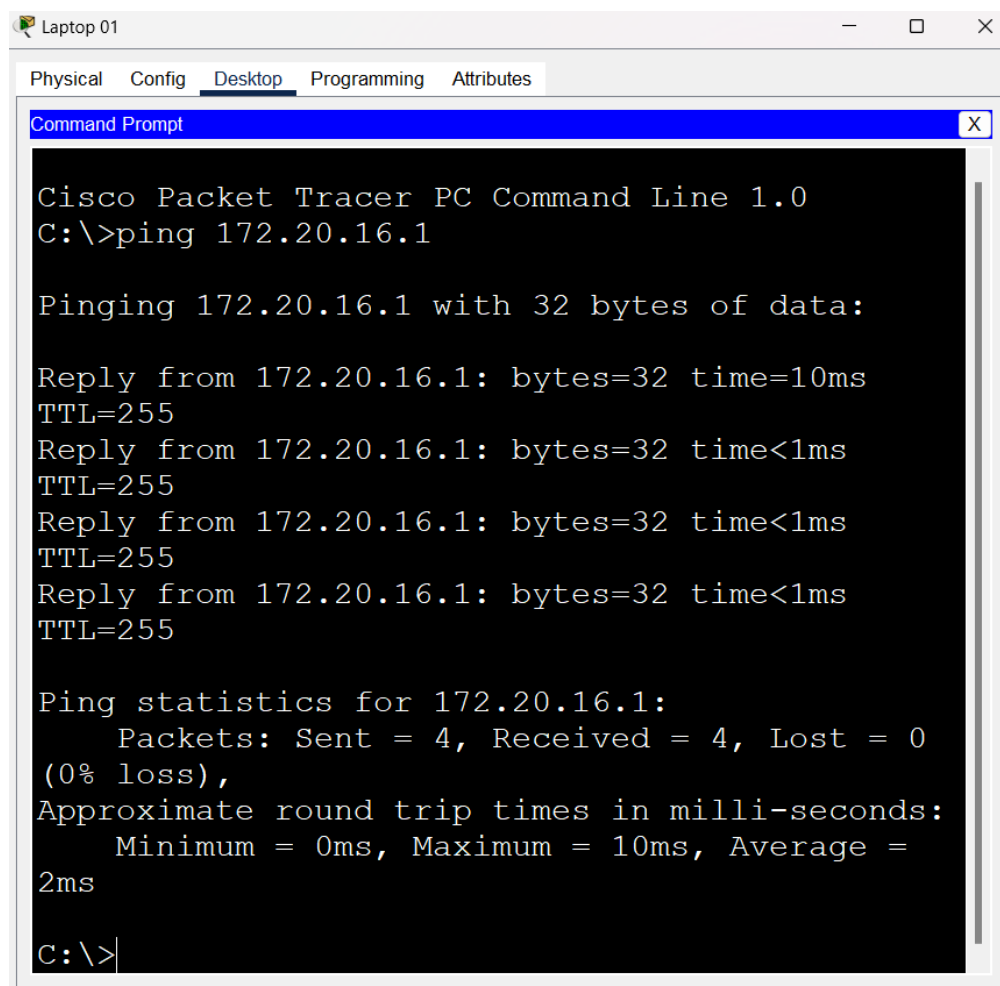 Laptop 01
Physical Config Desktop Programming Attributes
Command Prompt X
Cisco Packet Tracer PC Command Line 1.0
C:\>ping 172.20.16.1
Pinging 172.20.16.1 with 32 bytes of data:
Reply from 172.20.16.1: bytes=32 time=10ms
TTL=255
Reply from 172.20.16.1: bytes=32 time<1ms
TTL=255
Reply from 172.20.16.1: bytes=32 time<1ms
TTL=255
Reply from 172.20.16.1: bytes=32 time<1ms
TTL=255
Ping statistics for 172.20.16.1:
Packets: Sent = 4, Received = 4, Lost = 0
(0% loss),
Approximate round trip times in milli-seconds:
Minimum = 0ms, Maximum = 10ms, Average =
2ms
C:\>